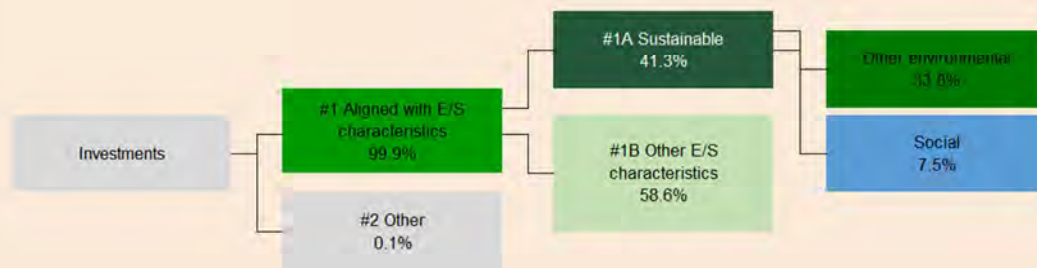 Investments
#1 Aligned with E/S
characteristics
99.9%
#2 Other
0.1%
#1A Sustainable
41.3%
#1B Other E/S
characteristics
58.6%
Other environmental
33.8%
Social
7.5%